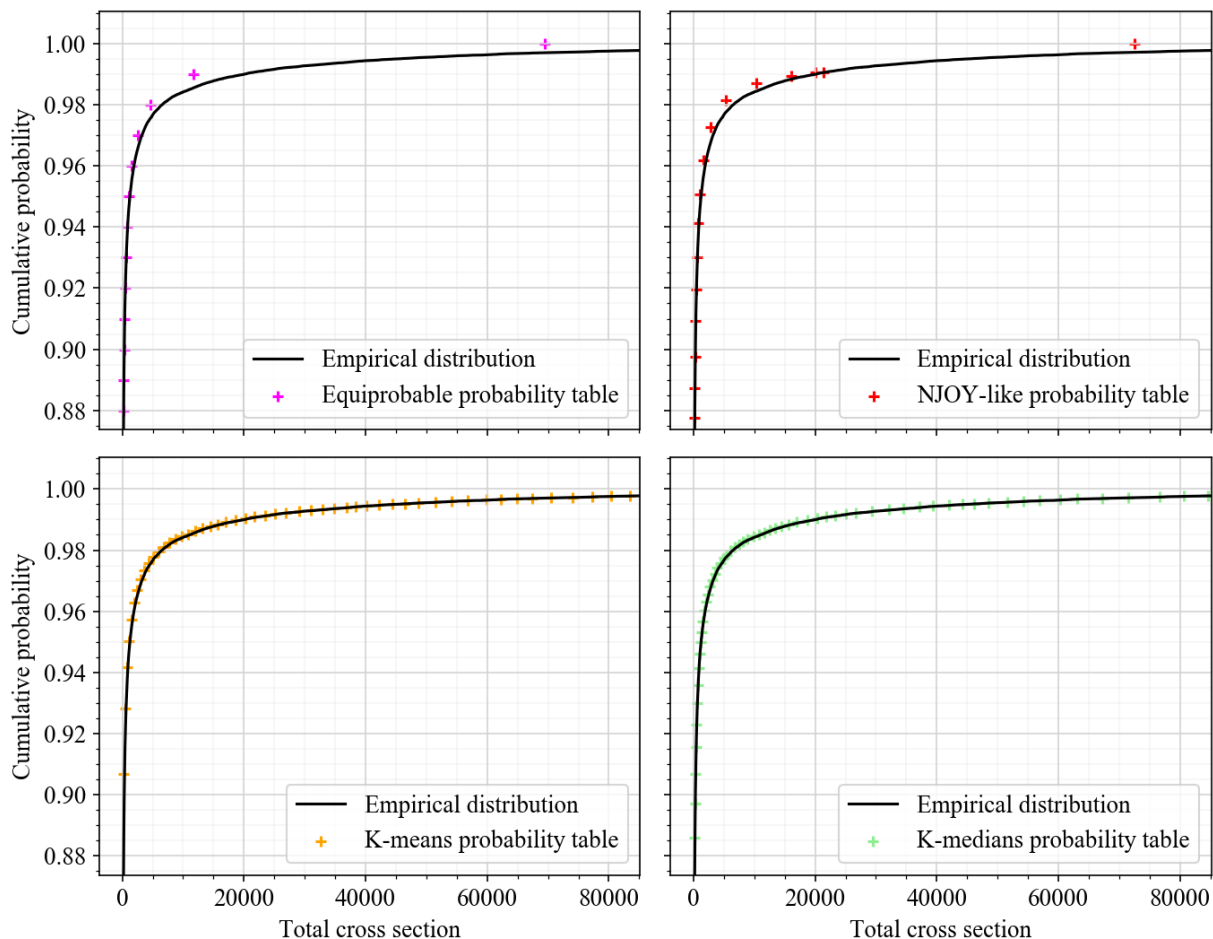 1.00
0.98
0.96
0.94
0.92
0.90
0.88
Cumulative probability
Empirical distribution
Equiprobable probability table
Empirical distribution
NJOY-like probability table
1.00
0.98
0.96
0.94
0.92
0.90
0.88
Cumulative probability
Empirical distribution
K-means probability table
Empirical distribution
K-medians probability table
0 20000 40000 60000 80000
0 20000 40000 60000 80000
Total cross section
Total cross section